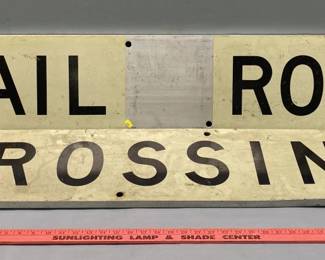 AIL RO
ROSSIN
SUNLIGHTING LAMP & SHADE CENTER